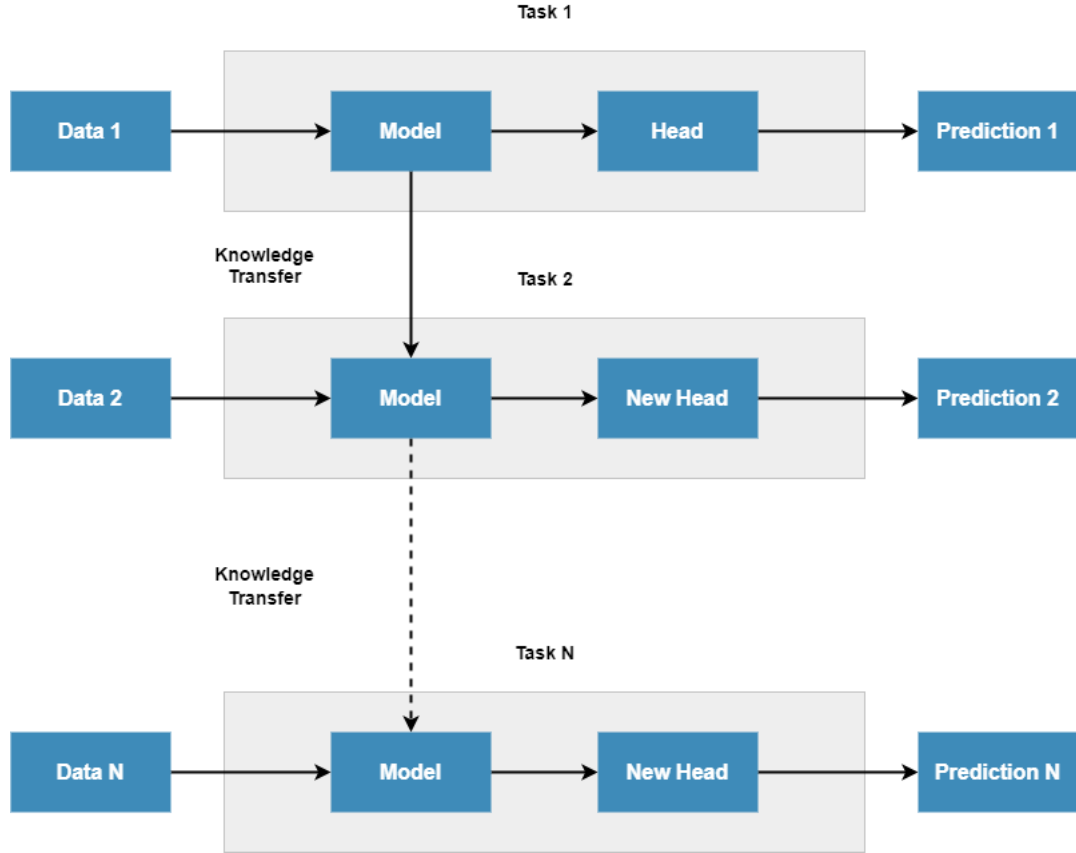 Task 1
Data 1
Model
Head
Prediction 1
Knowledge
Transfer
Task 2
Data 2
Model
New Head
Prediction 2
Knowledge
Transfer
Task N
Data N
Model
New Head
Prediction N